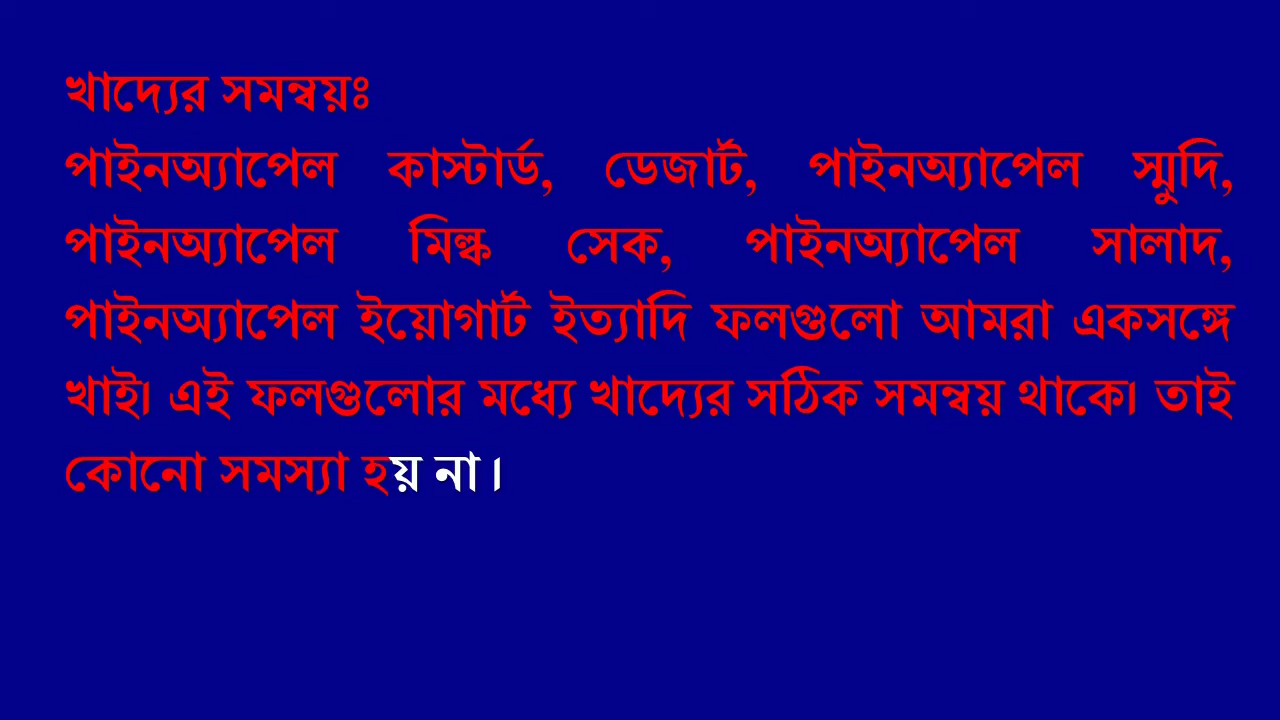 খাদ্যের সমন্বয়ঃ
পাইনঅ্যাপেল কাস্টার্ড, ডেজার্ট, পাইনঅ্যাপেল স্মুদি,
পাইনঅ্যাপেল মিল্ক সেক, পাইনঅ্যাপেল সালাদ,
পাইনঅ্যাপেল ইয়োগার্ট ইত্যাদি ফলগুলো আমরা একসঙ্গে
খাই। এই ফলগুলোর মধ্যে খাদ্যের সঠিক সমন্বয় থাকে। তাই
কোনো সমস্যা হয় না।